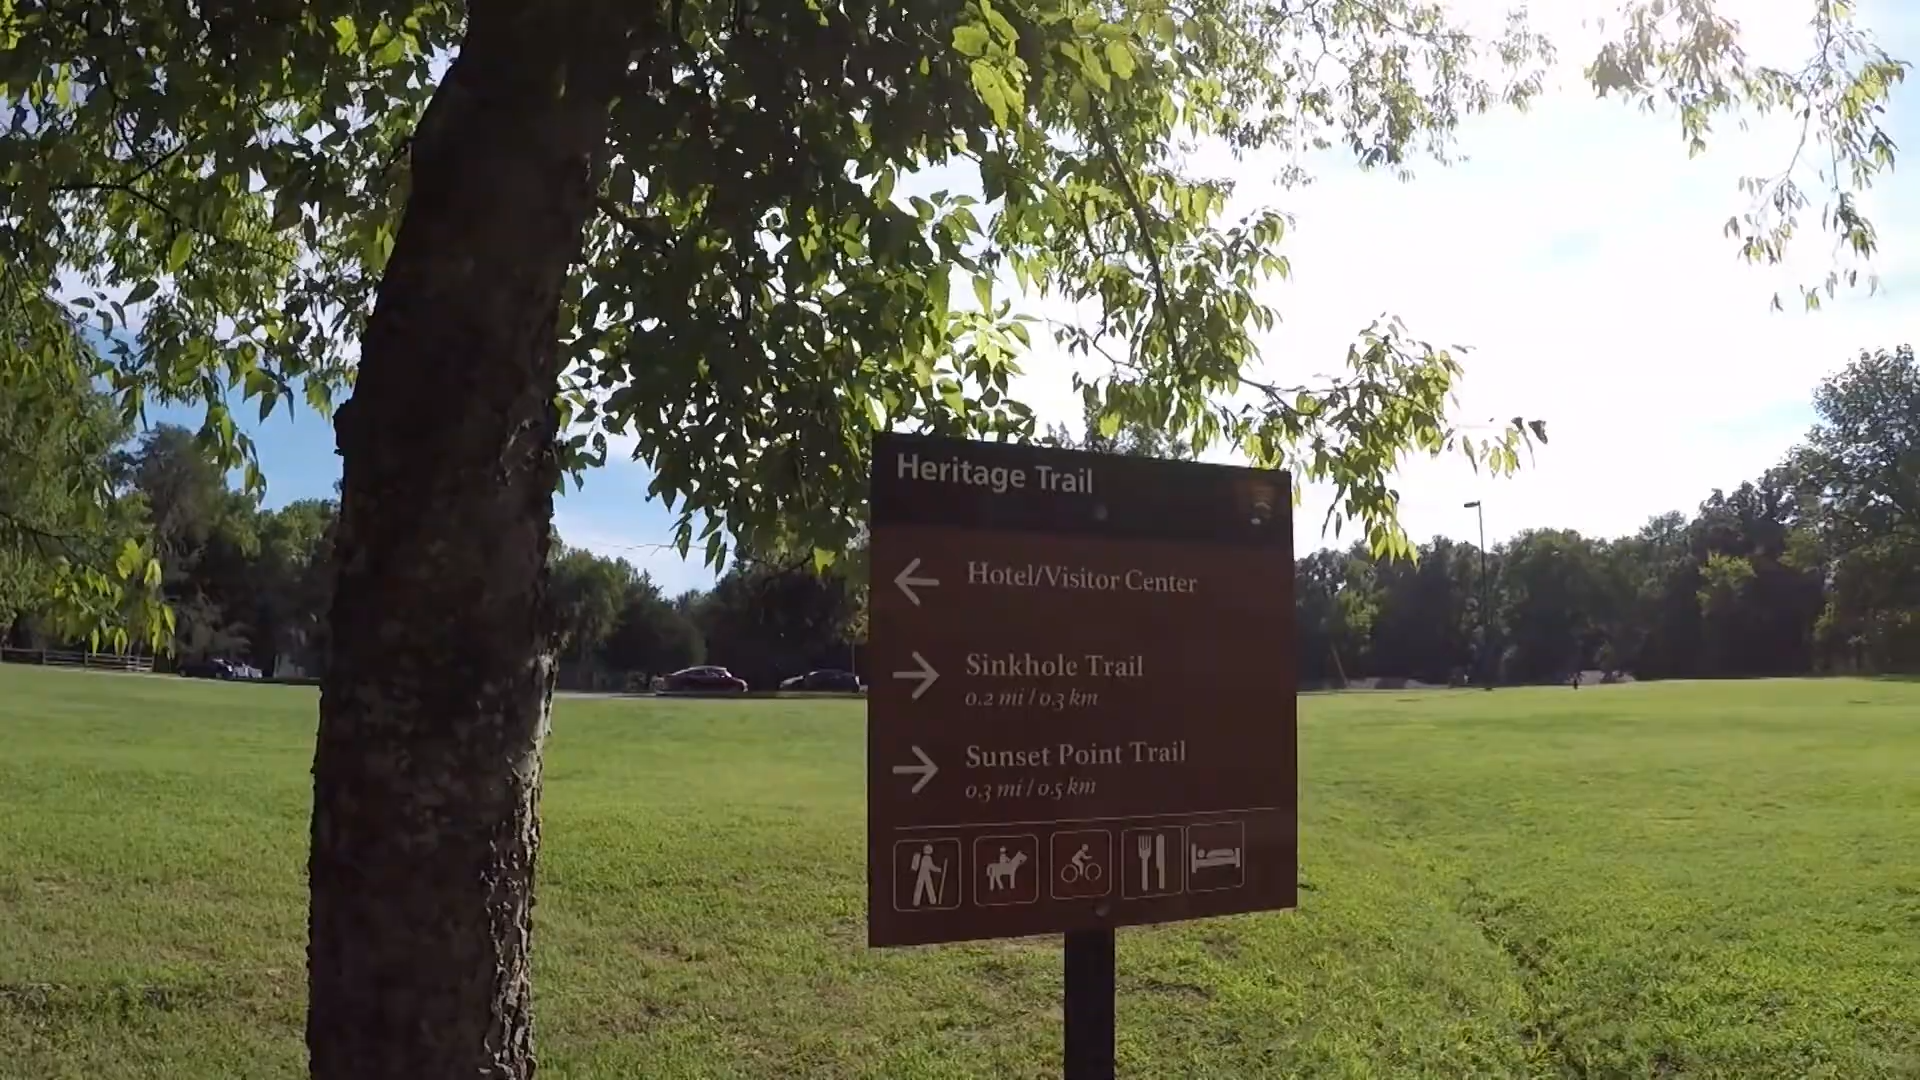 Heritage Trail
Hotel/Visitor Center
Sinkhole Trail
0.2 mi / 0.3 km
Sunset Point Trail
0.3 mi / 0.5 km